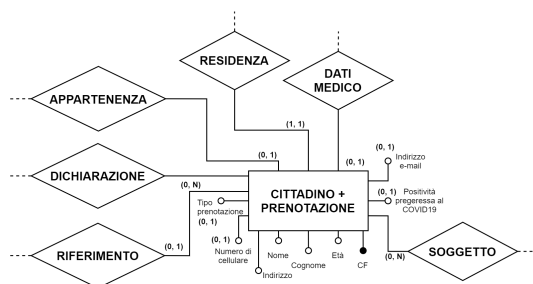 RESIDENZA
DATI
MEDICO
APPARTENENZA
(1, 1)
(0, 1)
(0, 1)
(0, 1)
Indirizzo
e-mail
DICHIARAZIONE
(0, N)
CITTADINO +
PRENOTAZIONE
Tipo
prenotazione
(0, 1)
(0, 1)
Positività
pregeressa al
COVID19
RIFERIMENTO
(0, 1)
(0, 1)
Numero di
cellulare
Indirizzo
Nome
Cognome
Età
CF
(0, N)
SOGGETTO